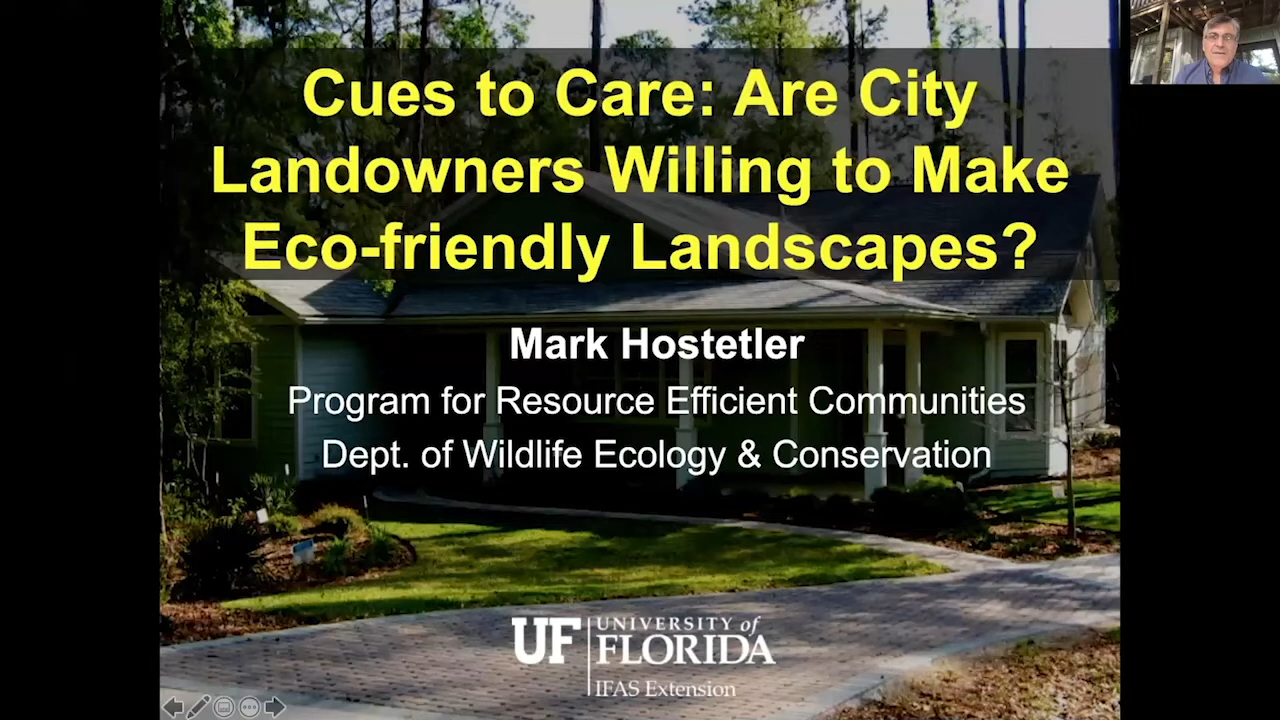 Cues to Care: Are City
Landowners Willing to Make
Eco-friendly Landscapes?
Mark Hostetler
Program for Resource Efficient Communities
Dept. of Wildlife Ecology & Conservation
UF UNIVERSITY of
FLORIDA
IFAS Extension